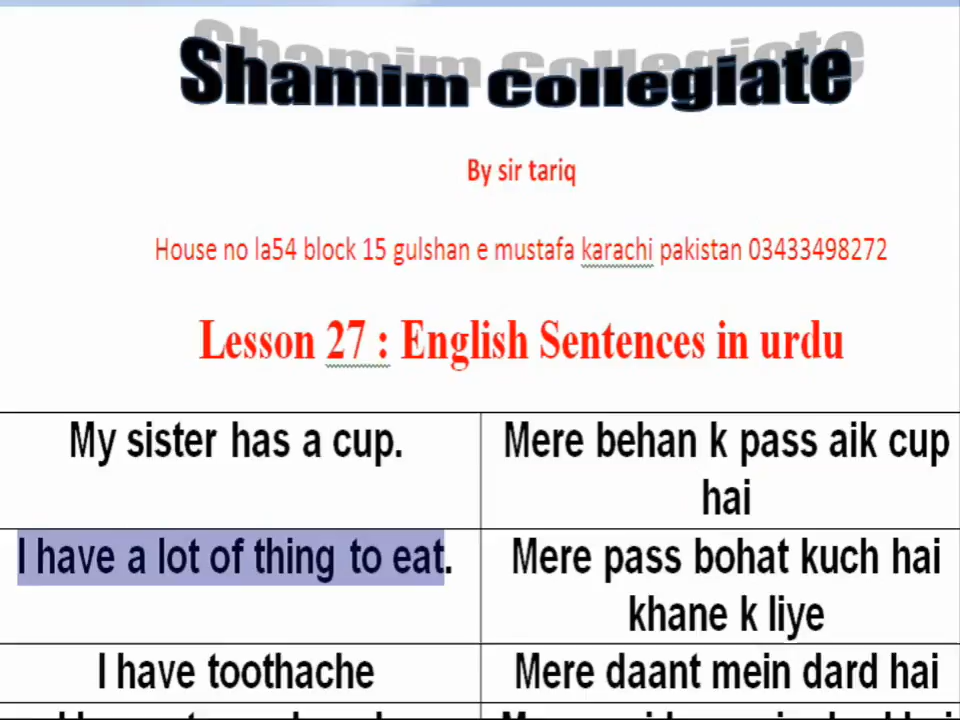 Shamim Collegiate
By sir tariq
House no la54 block 15 gulshan e mustafa karachi pakistan 03433498272
Lesson 27 : English Sentences in urdu
My sister has a cup.
Mere behan k pass aik cup
hai
I have a lot of thing to eat.
Mere pass bohat kuch hai
khane k liye
I have toothache
Mere daant mein dard hai